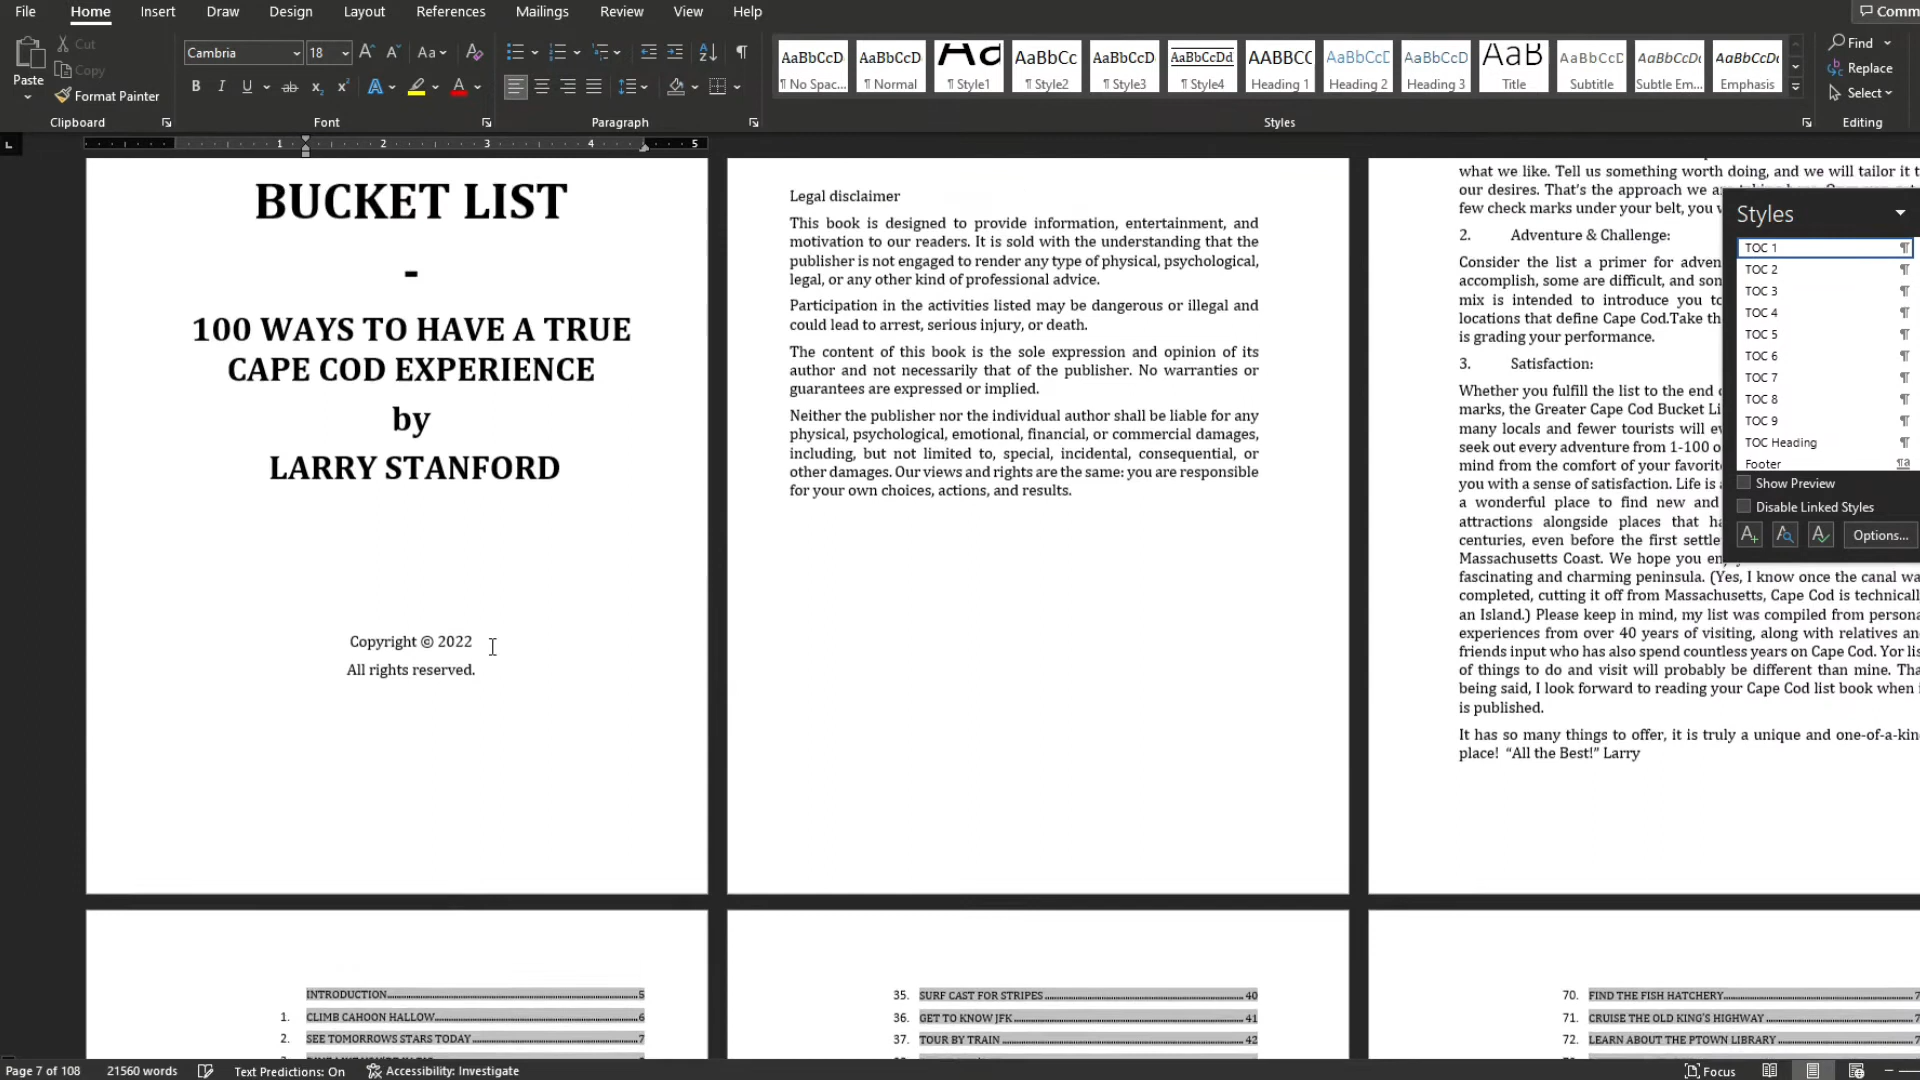 File Home Insert Draw Design Layout References Mailings Review View Help
Comm
Paste
Cut
Copy
Format Painter
Clipboard
Cambria 18
Font
Paragraph
AaBbCcD AaBbCcD AaBbCc AaBbCcD AaBbCcDd AABBCC AaBbCcD AaBbCcD AaB AaBbCcD AaBbCcDt AaBbCcDt
¶ No Spac... ¶ Normal ¶ Style1 ¶ Style2 ¶ Style3 ¶ Style4 Heading 1 Heading 2 Heading 3 Title Subtitle Subtle Em... Emphasis
Styles
Find
Replace
Select
Editing
1 2 3 4 5
BUCKET LIST
-
100 WAYS TO HAVE A TRUE
CAPE COD EXPERIENCE
by
LARRY STANFORD
Copyright © 2022
All rights reserved.
Legal disclaimer
This book is designed to provide information, entertainment, and
motivation to our readers. It is sold with the understanding that the
publisher is not engaged to render any type of physical, psychological,
legal, or any other kind of professional advice.
Participation in the activities listed may be dangerous or illegal and
could lead to arrest, serious injury, or death.
The content of this book is the sole expression and opinion of its
author and not necessarily that of the publisher. No warranties or
guarantees are expressed or implied.
Neither the publisher nor the individual author shall be liable for any
physical, psychological, emotional, financial, or commercial damages,
including, but not limited to, special, incidental, consequential, or
other damages. Our views and rights are the same: you are responsible
for your own choices, actions, and results.
what we like. Tell us something worth doing, and we will tailor it t
our desires. That's the approach we
few check marks under your belt, you
2. Adventure & Challenge:
Consider the list a primer for
accomplish, some are difficult, and
mix is intended to introduce you
locations that define Cape Cod.Take
is grading your performance.
3. Satisfaction:
Whether you fulfill the list to the end
marks, the Greater Cape Cod Bucket
many locals and fewer tourists will
seek out every adventure from 1-100
mind from the comfort of your
you with a sense of satisfaction. Life is
a wonderful place to find new and
attractions alongside places that
centuries, even before the first
Massachusetts Coast. We hope you
fascinating and charming peninsula. (Yes, I know once the canal wa
completed, cutting it off from Massachusetts, Cape Cod is technicall
an Island.) Please keep in mind, my list was compiled from persona
experiences from over 40 years of visiting, along with relatives an
friends input who has also spend countless years on Cape Cod. Yor lis
of things to do and visit will probably be different than mine. Tha
being said, I look forward to reading your Cape Cod list book when i
is published.
It has so many things to offer, it is truly a unique and one-of-a-kin
place! “All the Best!” Larry
Styles
TOC 1
TOC 2
TOC 3
TOC 4
TOC 5
TOC 6
TOC 7
TOC 8
TOC 9
TOC Heading
Footer
Show Preview
Disable Linked Styles
Options...
INTRODUCTION 5
1. CLIMB CAHOON HALLOW 6
2. SEE TOMORROWS STARS TODAY 7
35. SURF CAST FOR STRIPES 40
36. GET TO KNOW JFK 41
37. TOUR BY TRAIN 42
70. FIND THE FISH HATCHERY 7
71. CRUISE THE OLD KING'S HIGHWAY 7
72. LEARN ABOUT THE PTOWN LIBRARY 7
Page 7 of 108 21560 words Text Predictions: On Accessibility: Investigate Focus